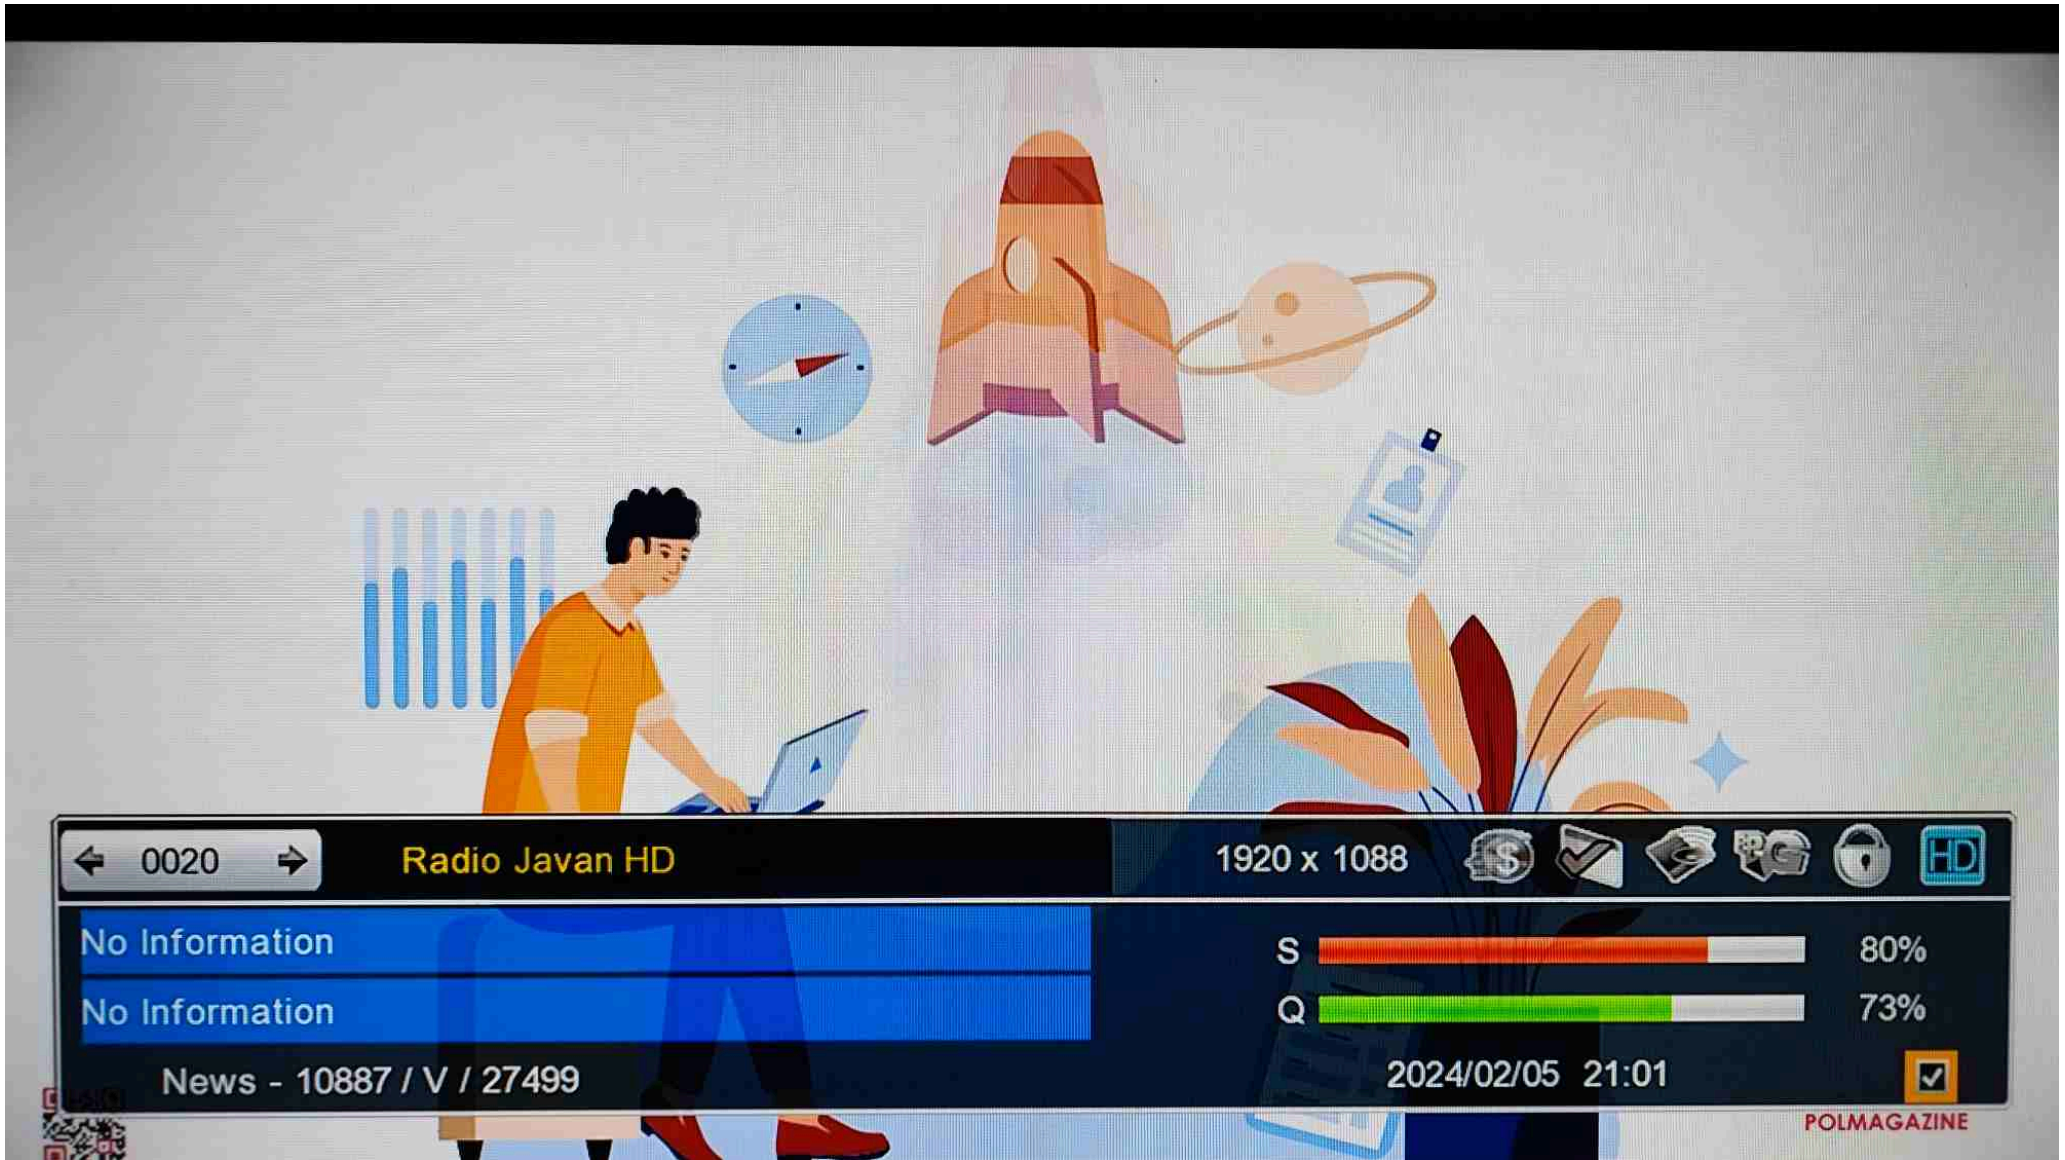 0020
Radio Javan HD
1920 x 1088
$
HD
No Information
No Information
S
80%
Q
73%
News - 10887 / V / 27499
2024/02/05 21:01
POLMAGAZINE